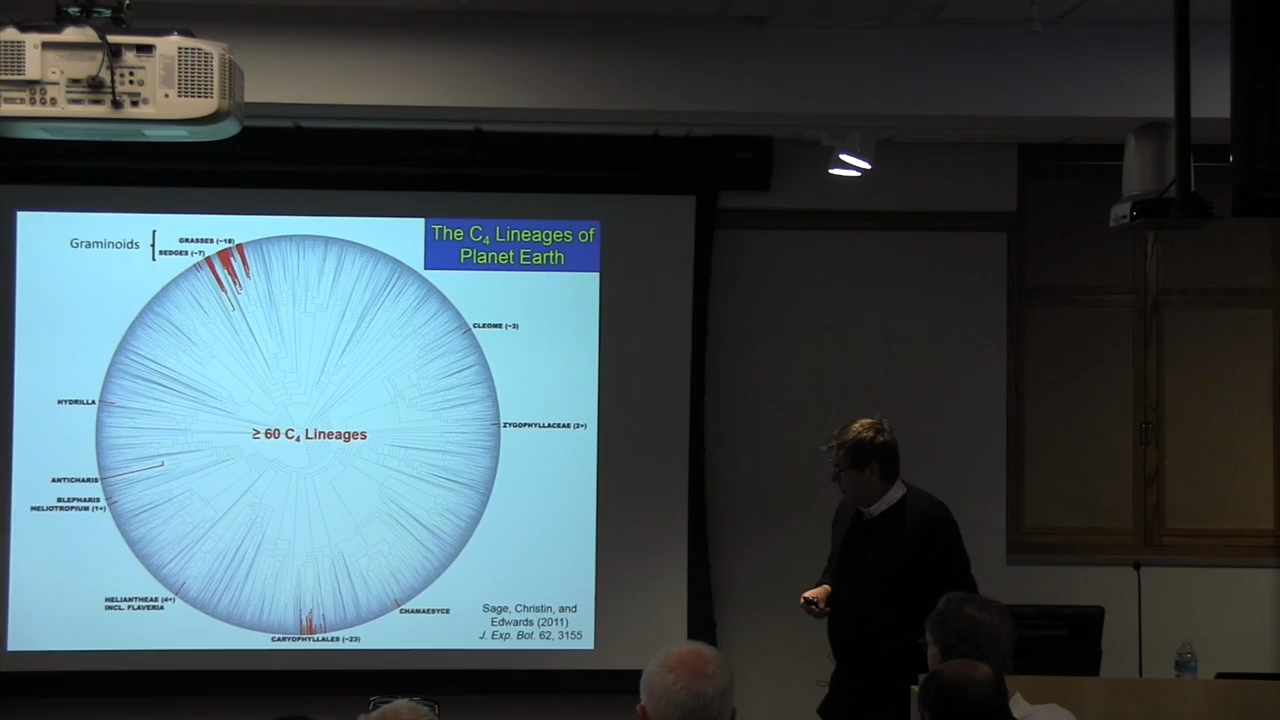 The C₄ Lineages of
Planet Earth
Graminoids
GRASSES (~18)
SEDGES (~7)
CLEOME (~3)
HYDRILLA
ZYGOPHYLLACEAE (2+)
≥ 60 C₄ Lineages
ANTICHARIS
BLEPHARIS
HELIOTROPIUM (1+)
HELIANTHEAE (4+)
INCL. FLAVERIA
CHAMAESYCE
CARYOPHYLLALES (~23)
Sage, Christin, and
Edwards (2011)
J. Exp. Bot. 62, 3155